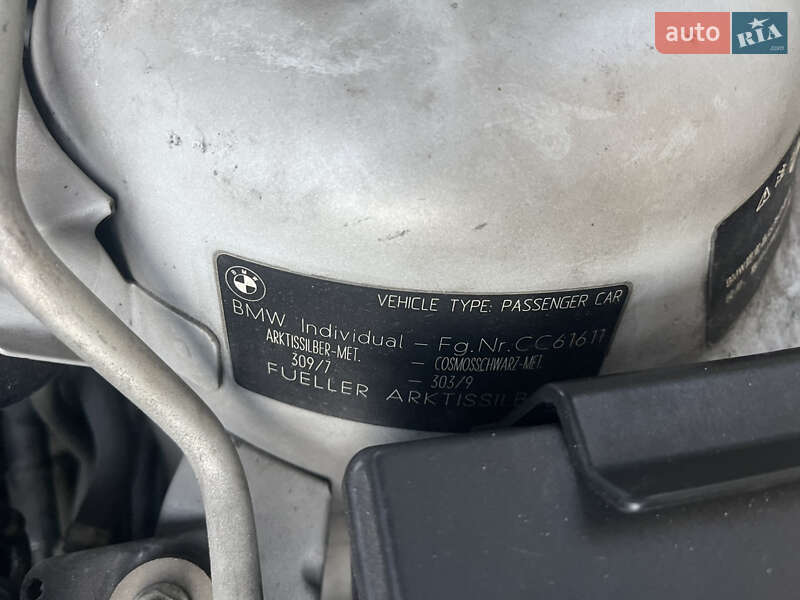 auto RIA
.com
BMW
VEHICLE TYPE: PASSENGER CAR
BMW Individual – Fg.Nr. CC61611
ARKTISSILBER-MET. – COSMOSSCHWARZ-MET.
309/7 – 303/9
FUELLER ARKTISSILB